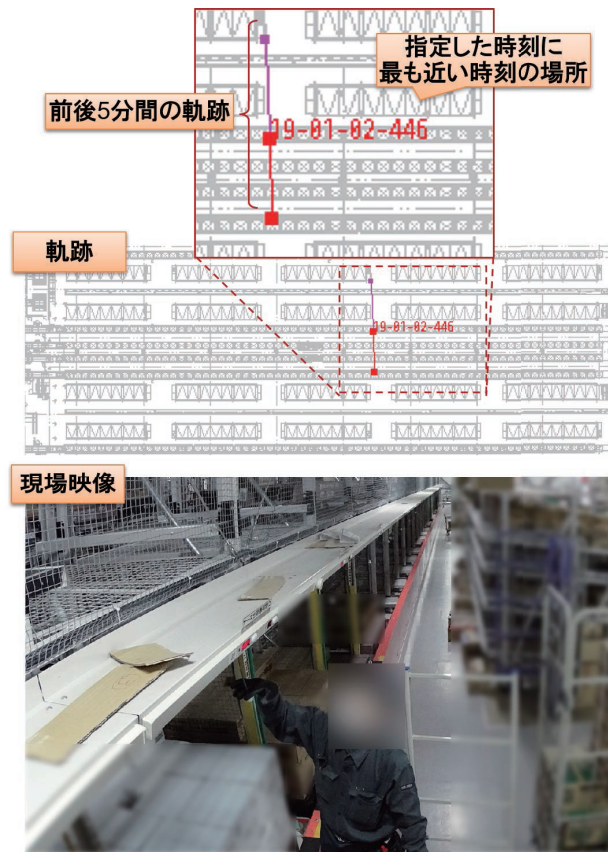 指定した時刻に
最も近い時刻の場所
前後5分間の軌跡
19-01-02-446
軌跡
19-01-02-446
現場映像